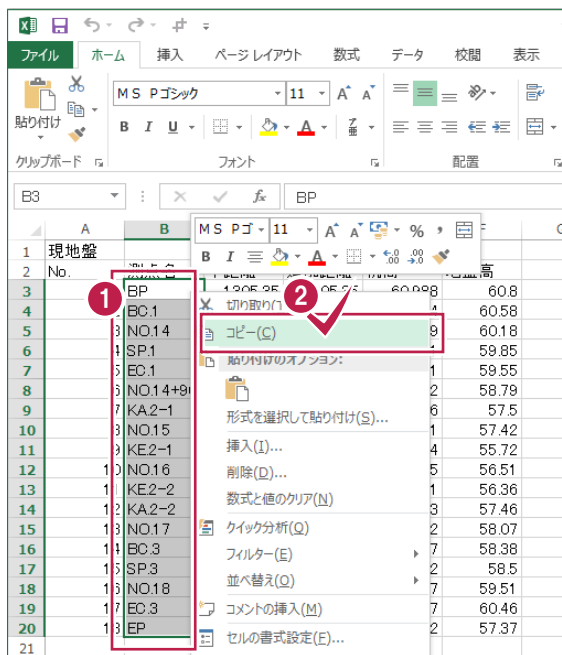 ファイル ホーム 挿入 ページ レイアウト 数式 データ 校閲 表示
貼り付け
ＭＳ Ｐゴシック 11
B I U
クリップボード フォント 配置
B3 fx BP
ＭＳ Ｐゴ 11 %
B I A
A B
1 現地盤
2 No.
3 BP 60.8
4 BC.1 60.58
5 NO.14 60.18
6 SP.1 59.85
7 EC.1 59.55
8 58.79
9 KA.2-1 57.5
10 NO.15 57.42
11 KE.2-1 55.72
12 NO.16 56.51
13 KE.2-2 56.36
14 KA.2-2 57.46
15 NO.17 58.07
16 BC.3 58.38
17 SP.3 58.5
18 NO.18 59.51
19 EC.3 60.46
20 EP 57.37
21
1
2
コピー(C)
貼り付けのオプション:
形式を選択して貼り付け(S)...
挿入(I)...
削除(D)...
数式と値のクリア(N)
クイック分析(Q)
フィルター(E)
並べ替え(O)
コメントの挿入(M)
セルの書式設定(F)...